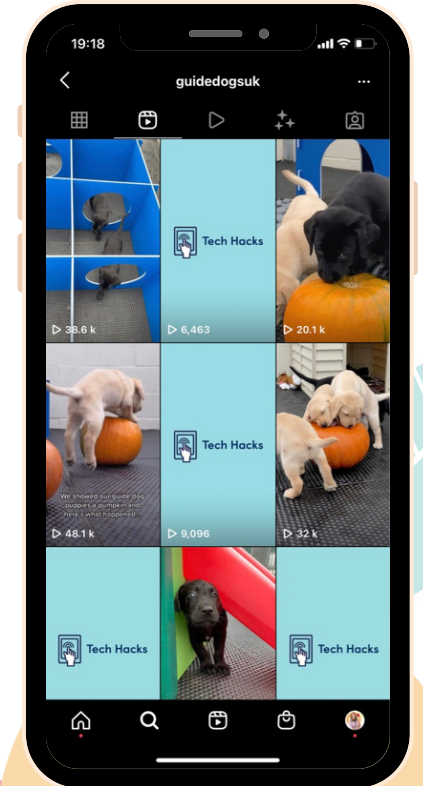 19:18
guidedogsuk
Tech Hacks
38.6 k
6,463
20.1 k
Tech Hacks
We showed our guide dog
puppies a pumpkin and
here's what happened...
48.1 k
9,096
32 k
Tech Hacks
Tech Hacks